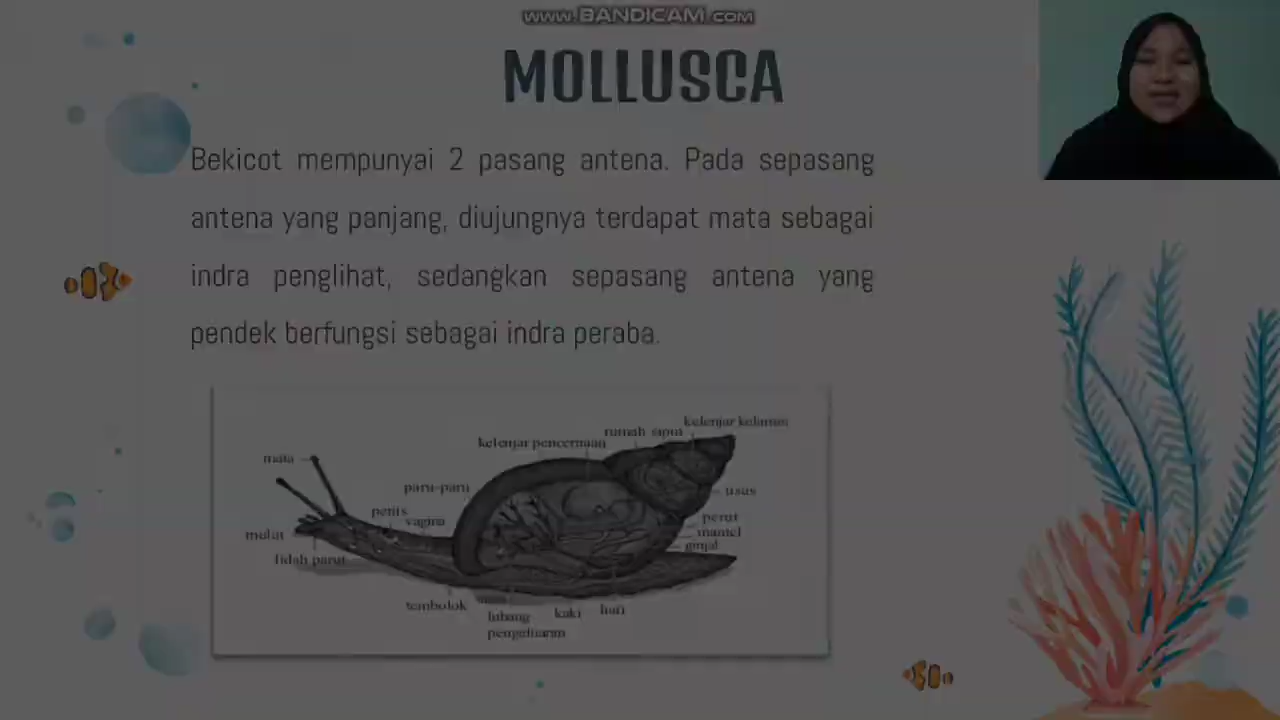 www.BANDICAM.com
MOLLUSCA
Bekicot mempunyai 2 pasang antena. Pada sepasang
antena yang panjang, diujungnya terdapat mata sebagai
indra penglihat, sedangkan sepasang antena yang
pendek berfungsi sebagai indra peraba.
kelenjar kelamin
rumah siput
kelenjar pencernaan
mata
paru-paru
usus
penis
vagina
perut
mantel
mulut
ginjal
lidah parut
tembolok
lubang
pengeluaran
kaki
hati